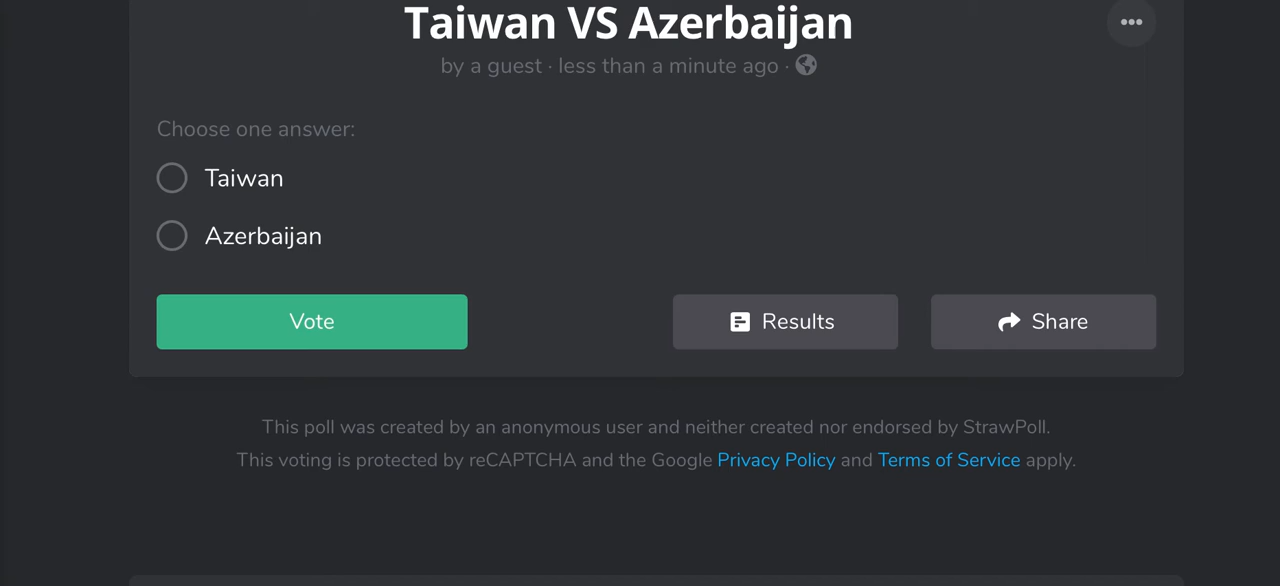 Taiwan VS Azerbaijan
by a guest · less than a minute ago ·
Choose one answer:
Taiwan
Azerbaijan
Vote
Results
Share
This poll was created by an anonymous user and neither created nor endorsed by StrawPoll.
This voting is protected by reCAPTCHA and the Google Privacy Policy and Terms of Service apply.